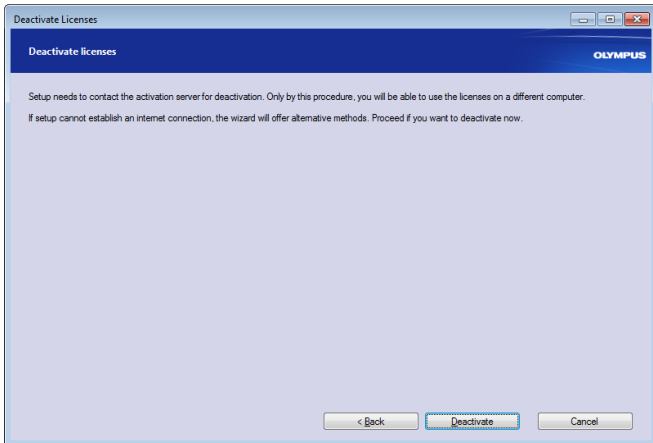 Deactivate Licenses
Deactivate licenses
OLYMPUS
Setup needs to contact the activation server for deactivation. Only by this procedure, you will be able to use the licenses on a different computer.
If setup cannot establish an internet connection, the wizard will offer alternative methods. Proceed if you want to deactivate now.
< Back
Deactivate
Cancel